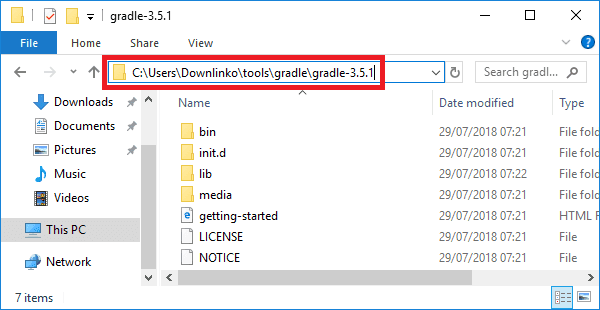 gradle-3.5.1
File Home Share View
C:\Users\Downlinko\tools\gradle\gradle-3.5.1
Search gradl...
Name Date modified Type
Downloads
Documents
Pictures
Music
Videos
This PC
Network
bin 29/07/2018 07:21 File fold
init.d 29/07/2018 07:21 File fold
lib 29/07/2018 07:22 File fold
media 29/07/2018 07:21 File fold
getting-started 29/07/2018 07:21 HTML F
LICENSE 29/07/2018 07:21 File
NOTICE 29/07/2018 07:21 File
7 items